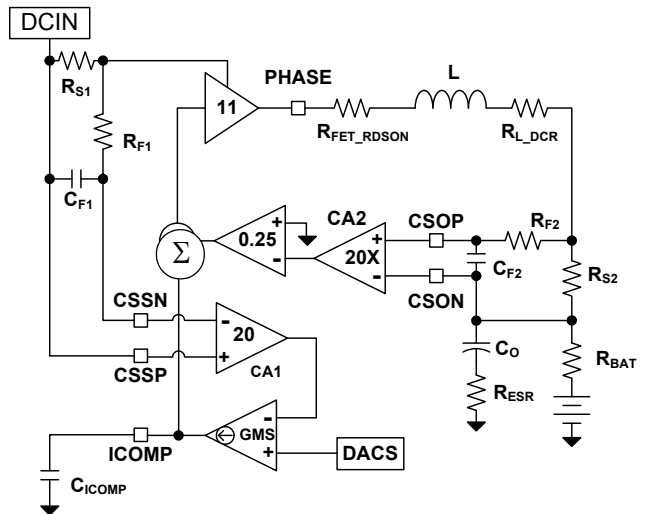 DCIN
R_S1
PHASE
L
11
R_FET_RDSON
R_L_DCR
R_F1
C_F1
CA2
CSOP
R_F2
Σ
0.25
+
-
20X
+
-
C_F2
R_S2
CSON
CSSN
-
20
+
CSSP
CA1
C_O
R_BAT
R_ESR
-
GMS
+
ICOMP
DACS
C_ICOMP